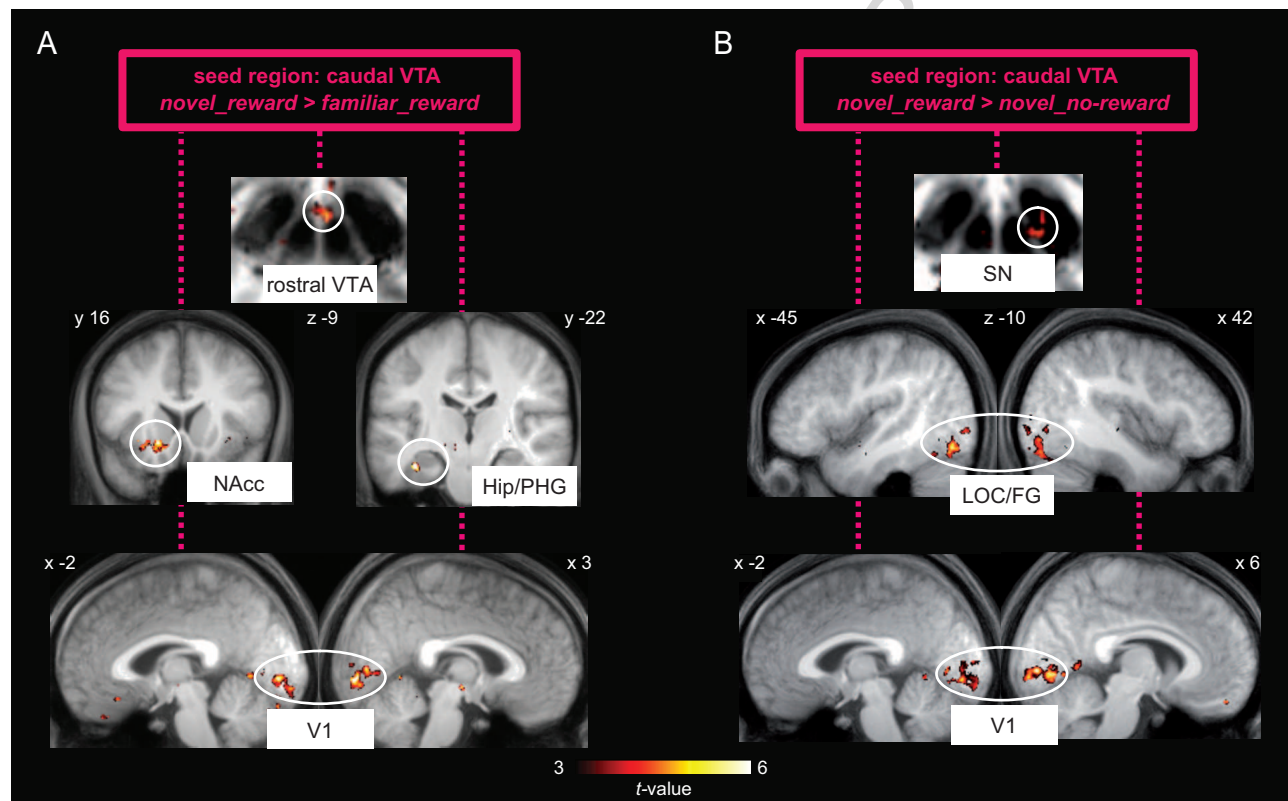 A
seed region: caudal VTA
novel_reward > familiar_reward
rostral VTA
y 16
z -9
y -22
NAcc
Hip/PHG
x -2
x 3
V1
B
seed region: caudal VTA
novel_reward > novel_no-reward
SN
x -45
z -10
x 42
LOC/FG
x -2
x 6
V1
3
6
t-value